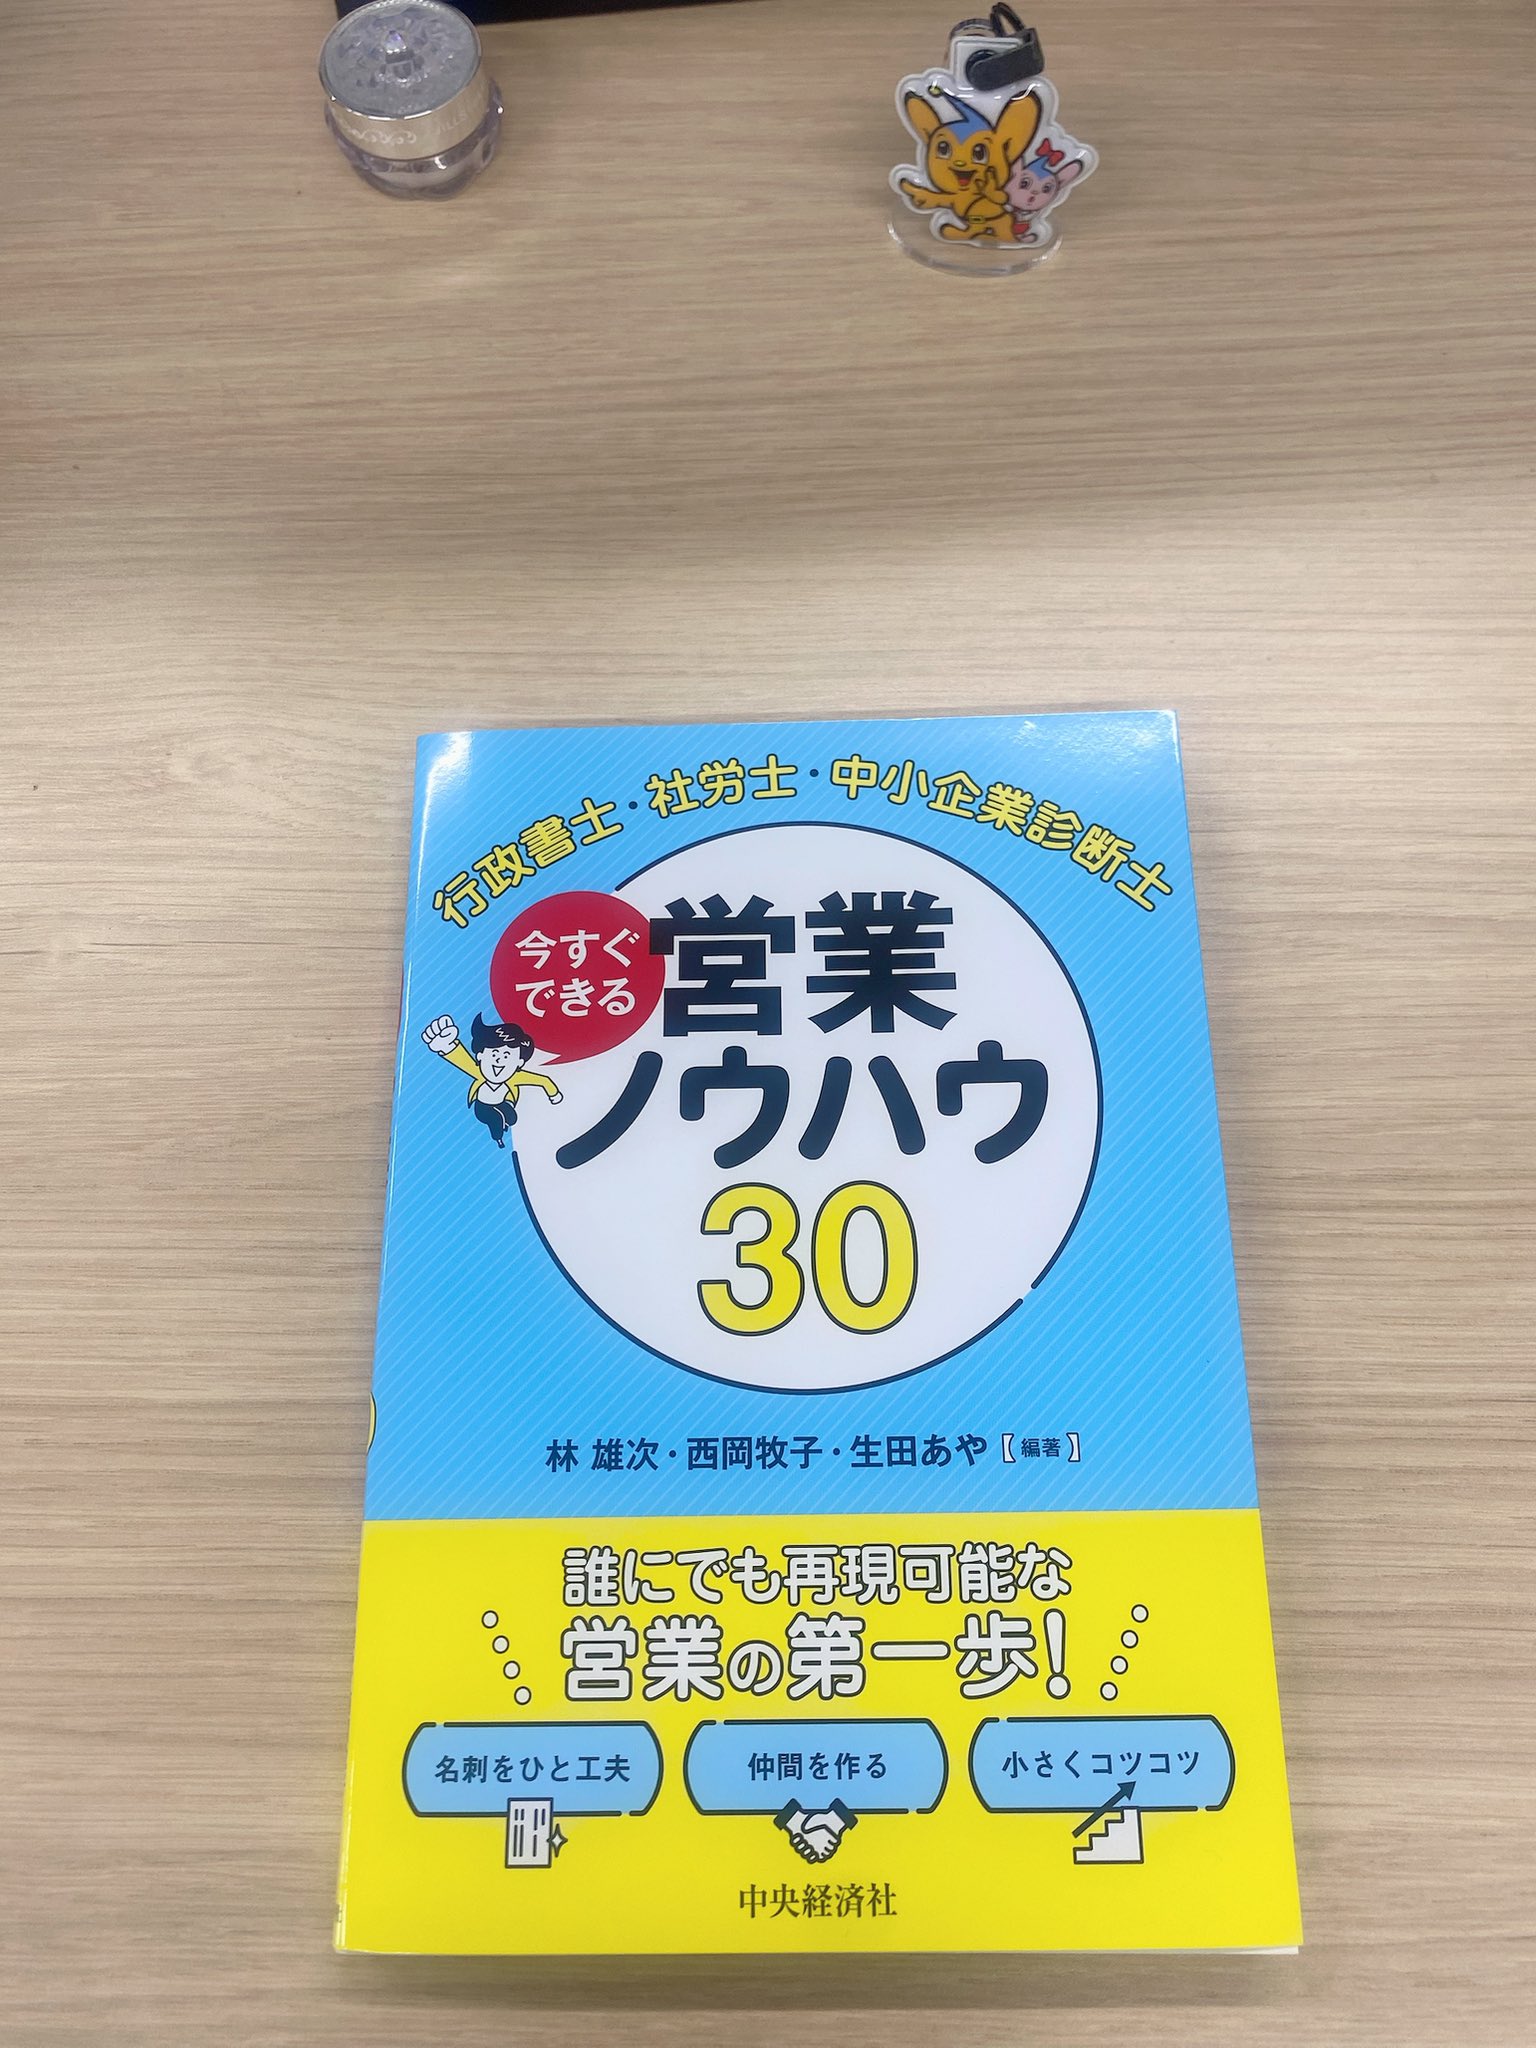 行政書士・社労士・中小企業診断士
今すぐ
できる
営業
ノウハウ
30
林 雄次・西岡牧子・生田あや【編著】
誰にでも再現可能な
営業の第一歩!
名刺をひと工夫
仲間を作る
小さくコツコツ
中央経済社